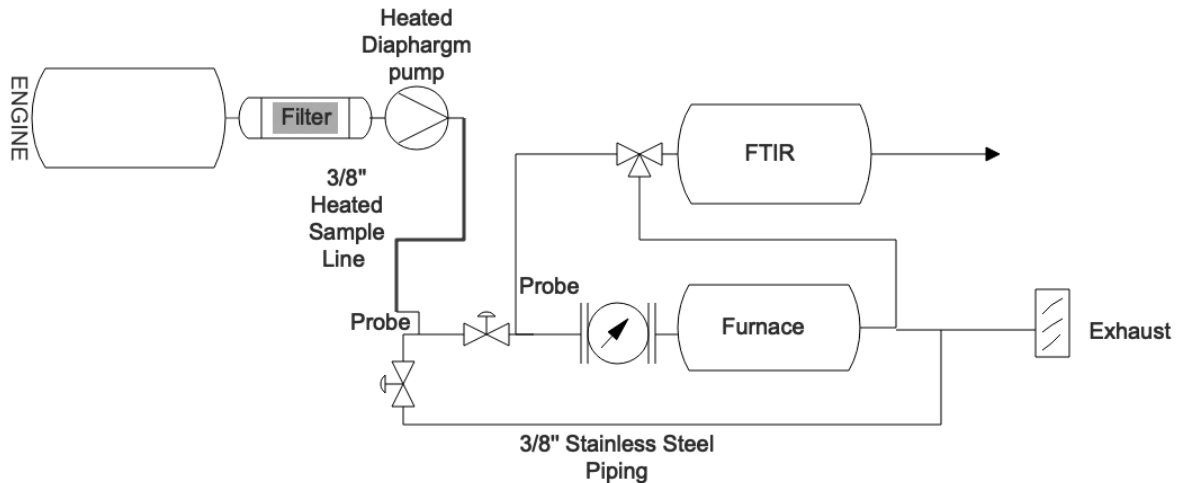 Heated
Diaphargm
pump
ENGINE
Filter
3/8"
Heated
Sample
Line
FTIR
Probe
Probe
Furnace
Exhaust
3/8" Stainless Steel
Piping